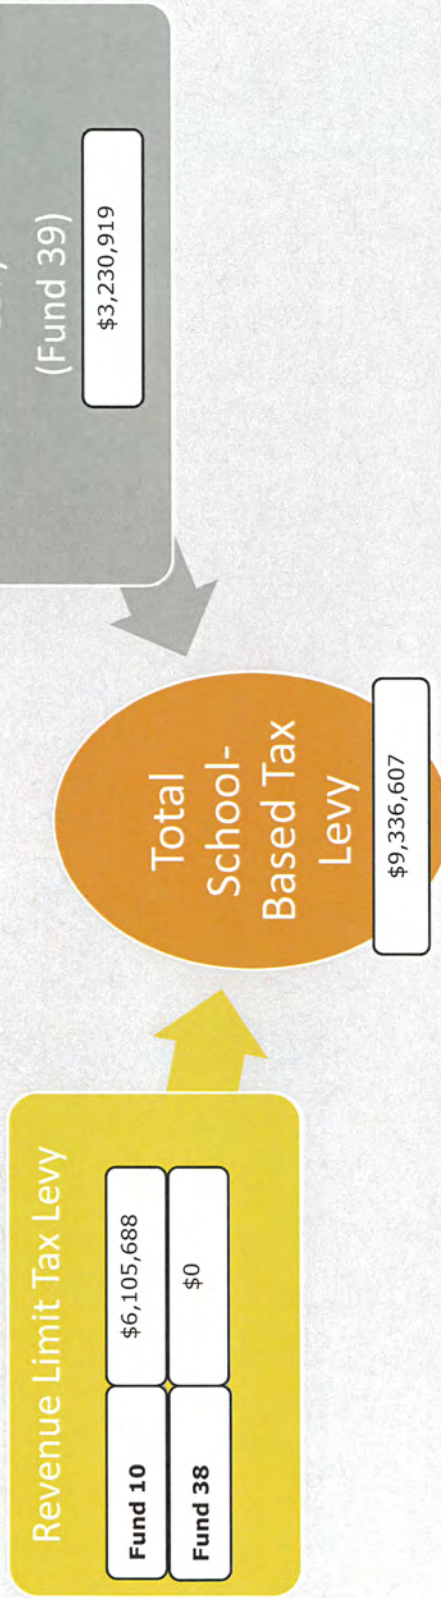 Revenue Limit Tax Levy
Fund 10 $6,105,688
Fund 38 $0
Total
School-
Based Tax
Levy
$9,336,607
(Fund 39)
$3,230,919